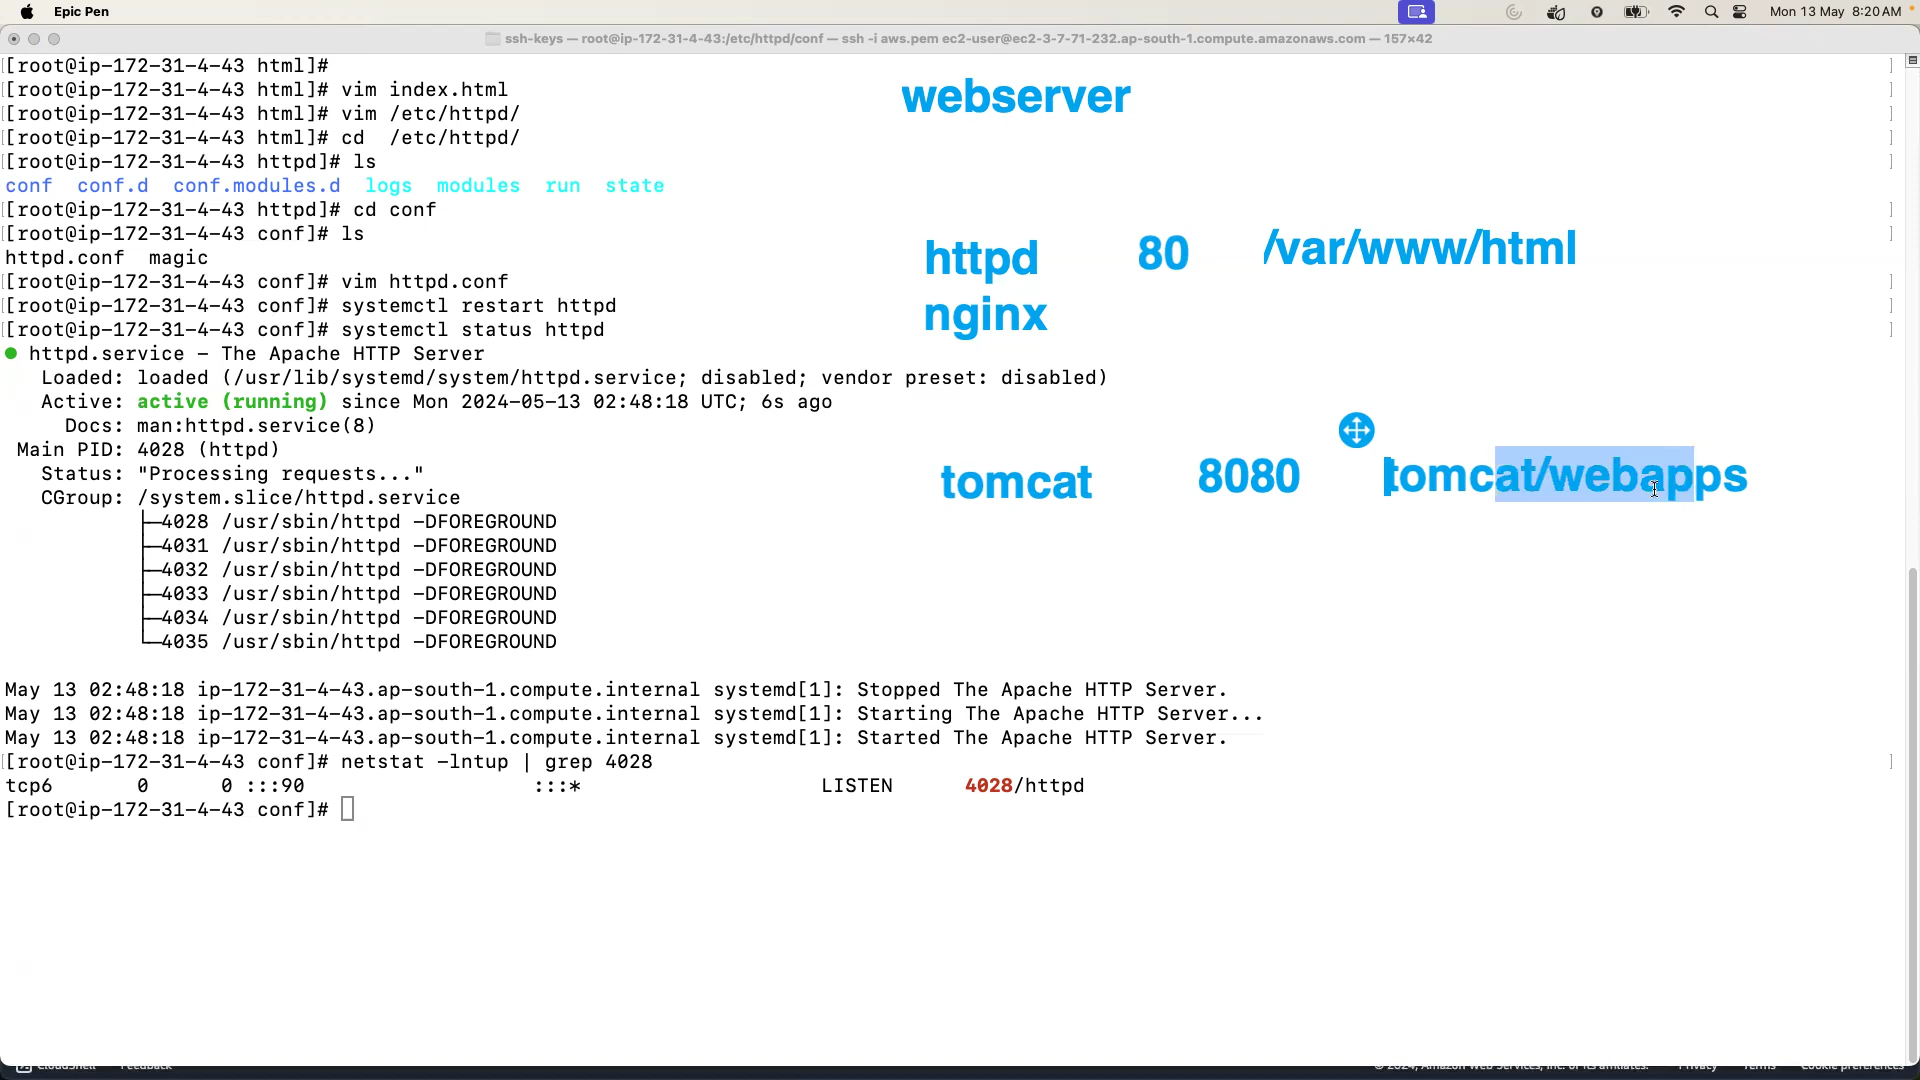 Epic Pen
Mon 13 May 8:20 AM
ssh-keys — root@ip-172-31-4-43:/etc/httpd/conf — ssh -i aws.pem ec2-user@ec2-3-7-71-232.ap-south-1.compute.amazonaws.com — 157×42
[root@ip-172-31-4-43 html]#
[root@ip-172-31-4-43 html]# vim index.html
[root@ip-172-31-4-43 html]# vim /etc/httpd/
[root@ip-172-31-4-43 html]# cd  /etc/httpd/
[root@ip-172-31-4-43 httpd]# ls
conf  conf.d  conf.modules.d  logs  modules  run  state
[root@ip-172-31-4-43 httpd]# cd conf
[root@ip-172-31-4-43 conf]# ls
httpd.conf  magic
[root@ip-172-31-4-43 conf]# vim httpd.conf
[root@ip-172-31-4-43 conf]# systemctl restart httpd
[root@ip-172-31-4-43 conf]# systemctl status httpd
● httpd.service – The Apache HTTP Server
Loaded: loaded (/usr/lib/systemd/system/httpd.service; disabled; vendor preset: disabled)
Active: active (running) since Mon 2024-05-13 02:48:18 UTC; 6s ago
Docs: man:httpd.service(8)
Main PID: 4028 (httpd)
Status: "Processing requests..."
CGroup: /system.slice/httpd.service
├─4028 /usr/sbin/httpd -DFOREGROUND
├─4031 /usr/sbin/httpd -DFOREGROUND
├─4032 /usr/sbin/httpd -DFOREGROUND
├─4033 /usr/sbin/httpd -DFOREGROUND
├─4034 /usr/sbin/httpd -DFOREGROUND
└─4035 /usr/sbin/httpd -DFOREGROUND
May 13 02:48:18 ip-172-31-4-43.ap-south-1.compute.internal systemd[1]: Stopped The Apache HTTP Server.
May 13 02:48:18 ip-172-31-4-43.ap-south-1.compute.internal systemd[1]: Starting The Apache HTTP Server...
May 13 02:48:18 ip-172-31-4-43.ap-south-1.compute.internal systemd[1]: Started The Apache HTTP Server.
[root@ip-172-31-4-43 conf]# netstat -lntup | grep 4028
tcp6       0      0 :::90                   :::*                    LISTEN      4028/httpd
[root@ip-172-31-4-43 conf]#
webserver
httpd 80 /var/www/html
nginx
tomcat 8080 tomcat/webapps
CloudShell Feedback
© 2024, Amazon Web Services, Inc. or its affiliates. Privacy Terms Cookie preferences